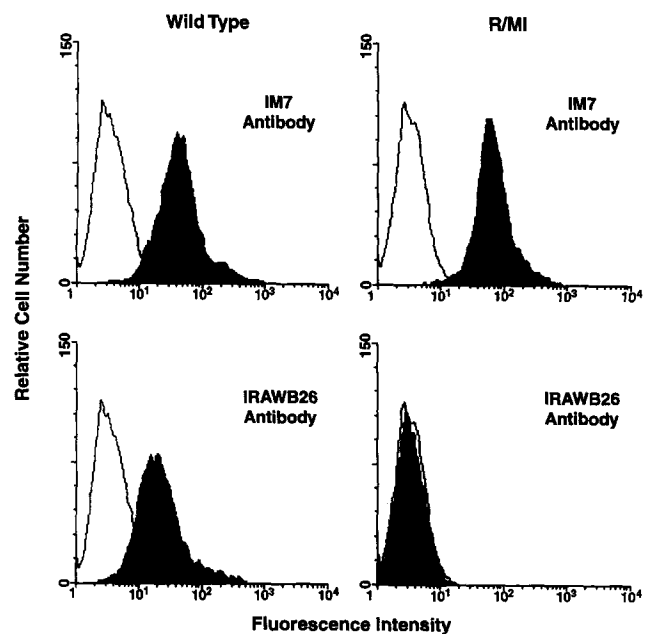 Wild Type
R/MI
150
IM7
Antibody
0
1
10¹
10²
10³
10⁴
150
IM7
Antibody
0
1
10¹
10²
10³
10⁴
Relative Cell Number
150
IRAWB26
Antibody
0
1
10¹
10²
10³
10⁴
150
IRAWB26
Antibody
0
1
10¹
10²
10³
10⁴
Fluorescence Intensity